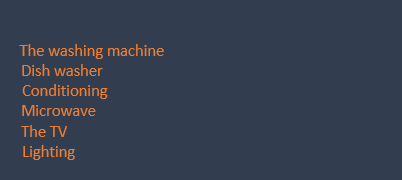 The washing machine
Dish washer
Conditioning
Microwave
The TV
Lighting